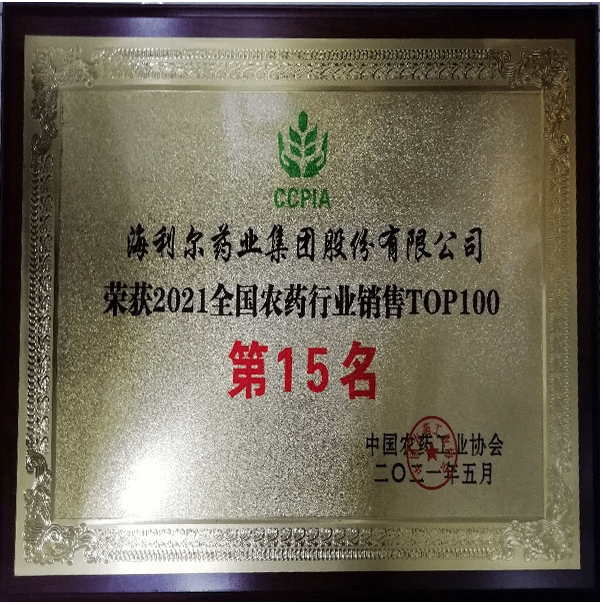 CCPIA
海利尔药业集团股份有限公司
荣获2021全国农药行业销售TOP100
第15名
中国农药工业协会
二〇二一年五月